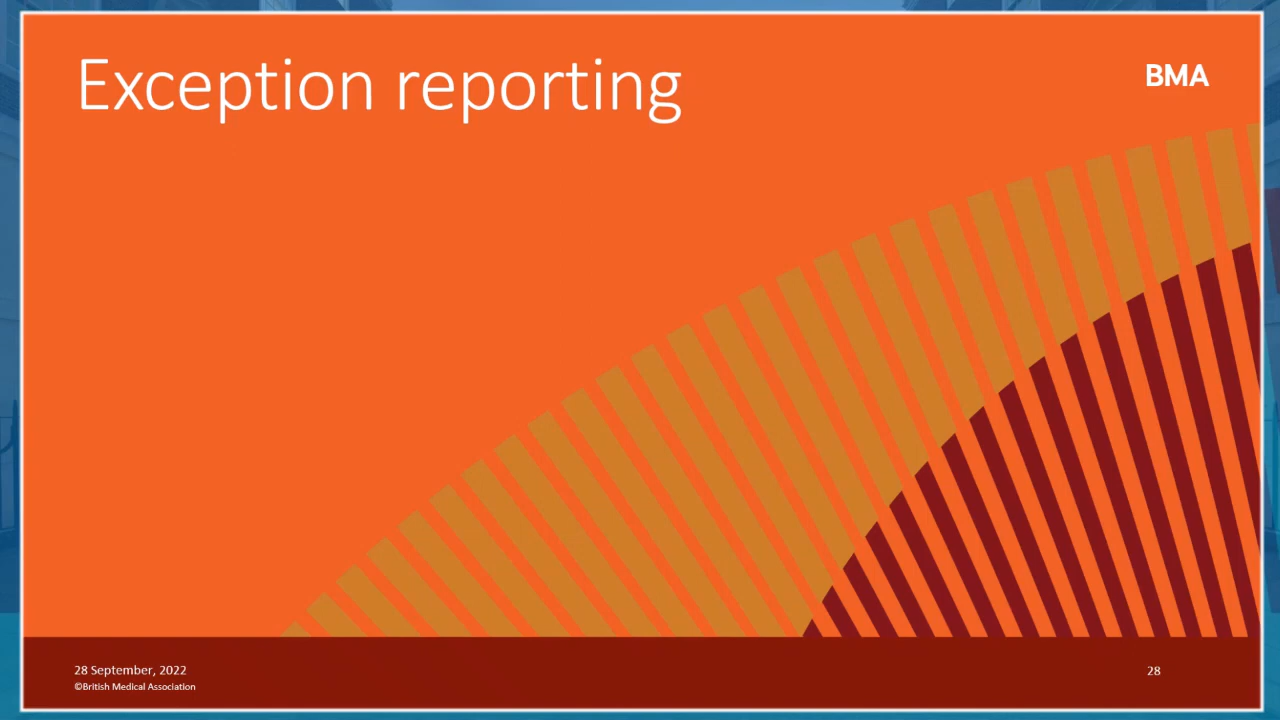 Exception reporting
BMA
28 September, 2022
28
©British Medical Association